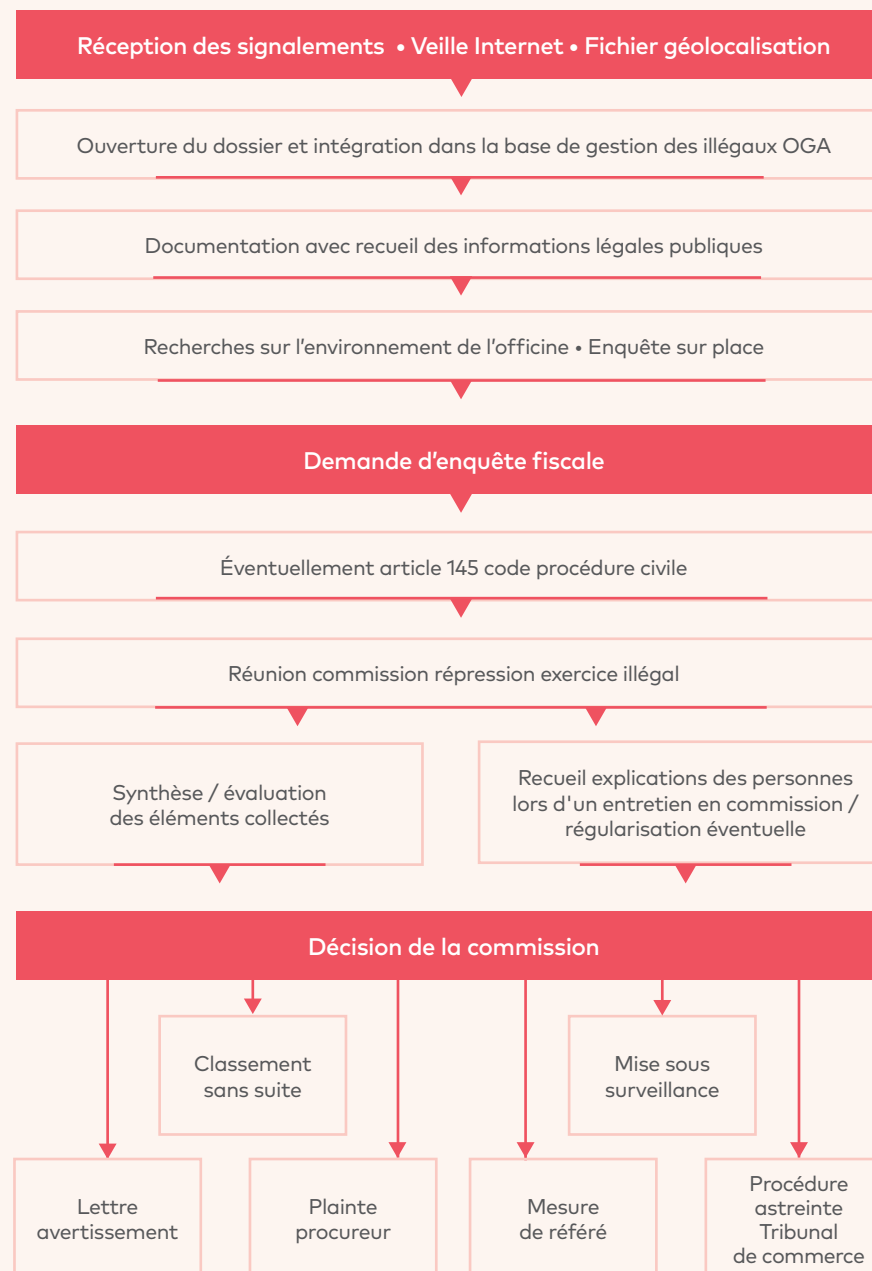 Réception des signalements • Veille Internet • Fichier géolocalisation
Ouverture du dossier et intégration dans la base de gestion des illégaux OGA
Documentation avec recueil des informations légales publiques
Recherches sur l'environnement de l'officine • Enquête sur place
Demande d'enquête fiscale
Éventuellement article 145 code procédure civile
Réunion commission répression exercice illégal
Synthèse / évaluation
des éléments collectés
Recueil explications des personnes
lors d'un entretien en commission /
régularisation éventuelle
Décision de la commission
Classement
sans suite
Mise sous
surveillance
Lettre
avertissement
Plainte
procureur
Mesure
de référé
Procédure
astreinte
Tribunal
de commerce